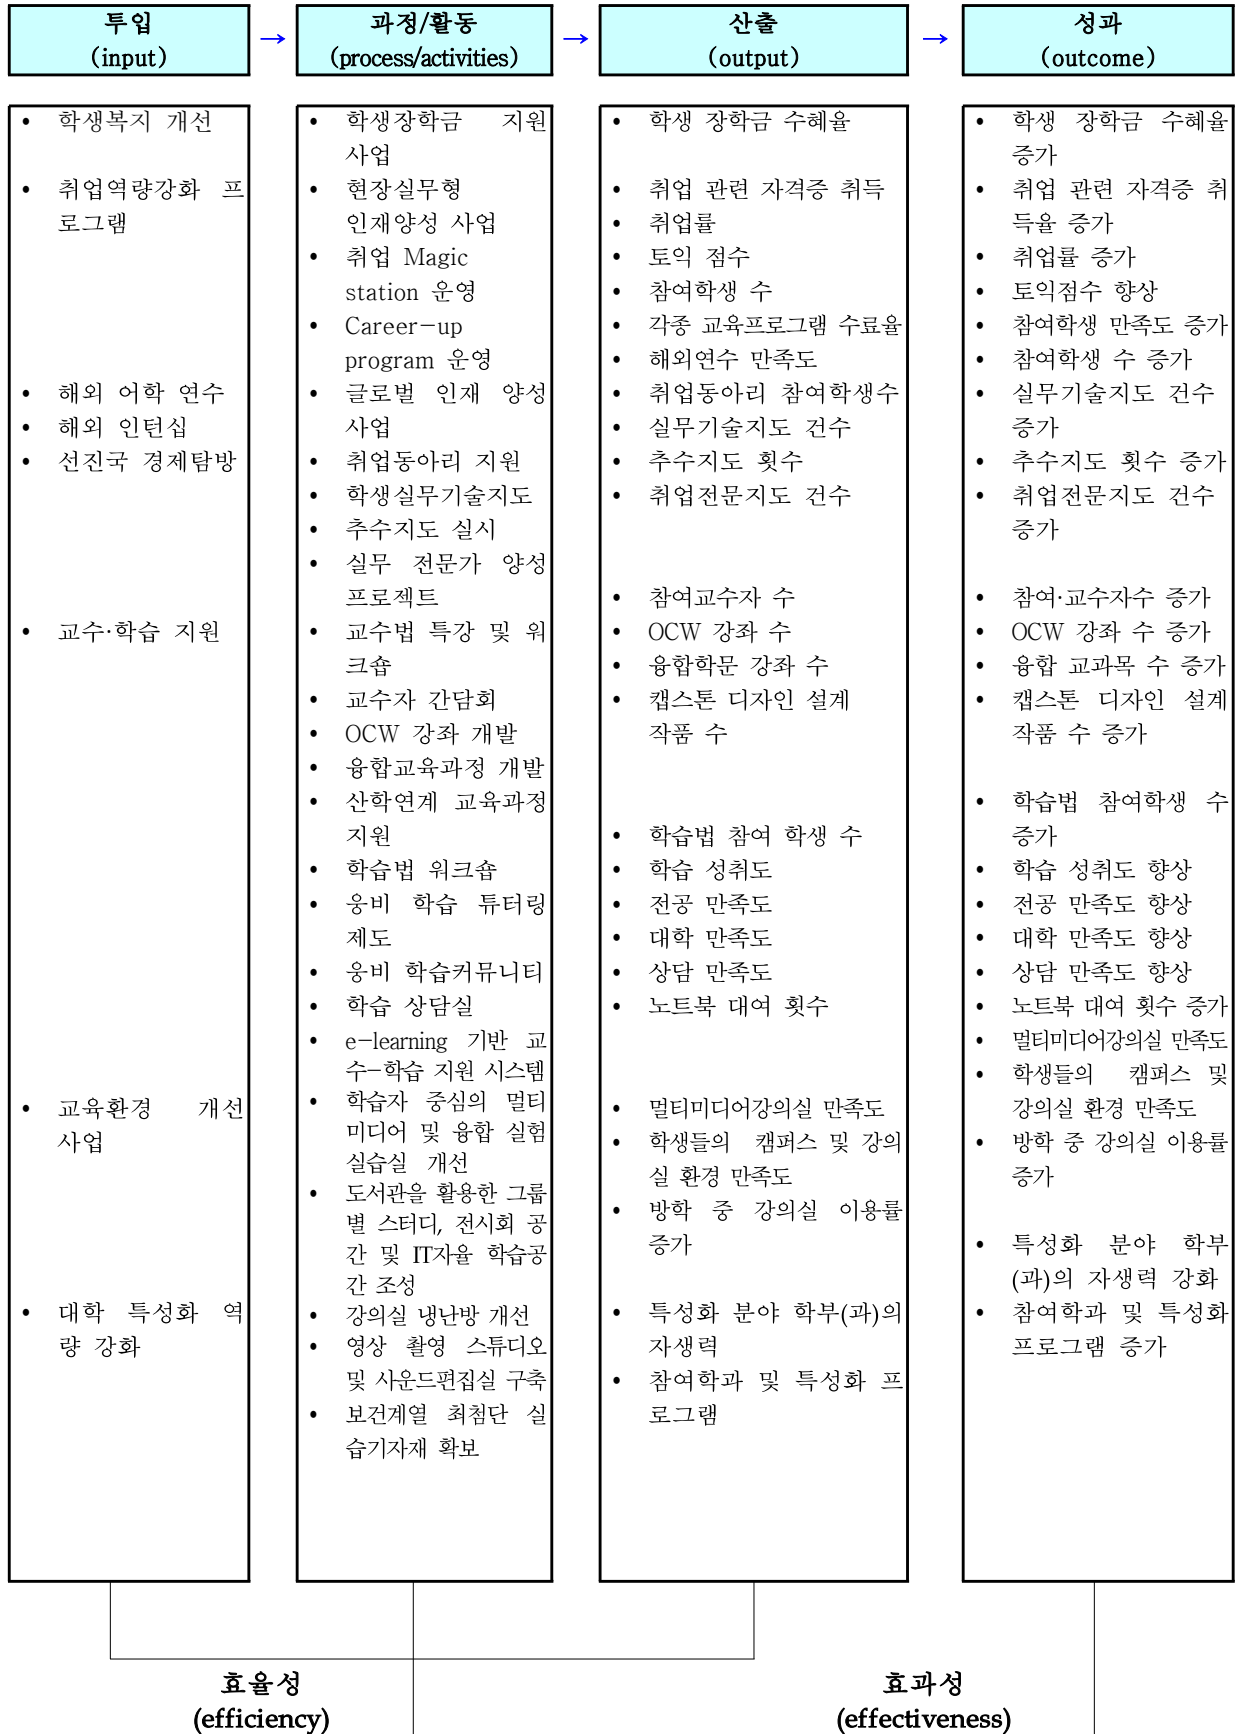 투입
(input)
→
과정/활동
(process/activities)
→
산출
(output)
→
성과
(outcome)
• 학생복지 개선
• 취업역량강화 프
로그램
• 해외 어학 연수
• 해외 인턴십
• 선진국 경제탐방
• 교수·학습 지원
• 교육환경 개선
사업
• 대학 특성화 역
량 강화
• 학생장학금 지원
사업
• 현장실무형
인재양성 사업
• 취업 Magic
station 운영
• Career-up
program 운영
• 글로벌 인재 양성
사업
• 취업동아리 지원
• 학생실무기술지도
• 추수지도 실시
• 실무 전문가 양성
프로젝트
• 교수법 특강 및 워
크숍
• 교수자 간담회
• OCW 강좌 개발
• 융합교육과정 개발
• 산학연계 교육과정
지원
• 학습법 워크숍
• 웅비 학습 튜터링
제도
• 웅비 학습커뮤니티
• 학습 상담실
• e-learning 기반 교
수-학습 지원 시스템
• 학습자 중심의 멀티
미디어 및 융합 실험
실습실 개선
• 도서관을 활용한 그룹
별 스터디, 전시회 공
간 및 IT자율 학습공
간 조성
• 강의실 냉난방 개선
• 영상 촬영 스튜디오
및 사운드편집실 구축
• 보건계열 최첨단 실
습기자재 확보
• 학생 장학금 수혜율
• 취업 관련 자격증 취득
• 취업률
• 토익 점수
• 참여학생 수
• 각종 교육프로그램 수료율
• 해외연수 만족도
• 취업동아리 참여학생수
• 실무기술지도 건수
• 추수지도 횟수
• 취업전문지도 건수
• 참여교수자 수
• OCW 강좌 수
• 융합학문 강좌 수
• 캡스톤 디자인 설계
작품 수
• 학습법 참여 학생 수
• 학습 성취도
• 전공 만족도
• 대학 만족도
• 상담 만족도
• 노트북 대여 횟수
• 멀티미디어강의실 만족도
• 학생들의 캠퍼스 및 강의
실 환경 만족도
• 방학 중 강의실 이용률
증가
• 특성화 분야 학부(과)의
자생력
• 참여학과 및 특성화 프
로그램
• 학생 장학금 수혜율
증가
• 취업 관련 자격증 취
득율 증가
• 취업률 증가
• 토익점수 향상
• 참여학생 만족도 증가
• 참여학생 수 증가
• 실무기술지도 건수
증가
• 추수지도 횟수 증가
• 취업전문지도 건수
증가
• 참여·교수자수 증가
• OCW 강좌 수 증가
• 융합 교과목 수 증가
• 캡스톤 디자인 설계
작품 수 증가
• 학습법 참여학생 수
증가
• 학습 성취도 향상
• 전공 만족도 향상
• 대학 만족도 향상
• 상담 만족도 향상
• 노트북 대여 횟수 증가
• 멀티미디어강의실 만족도
• 학생들의 캠퍼스 및
강의실 환경 만족도
• 방학 중 강의실 이용률
증가
• 특성화 분야 학부
(과)의 자생력 강화
• 참여학과 및 특성화
프로그램 증가
효율성
(efficiency)
효과성
(effectiveness)